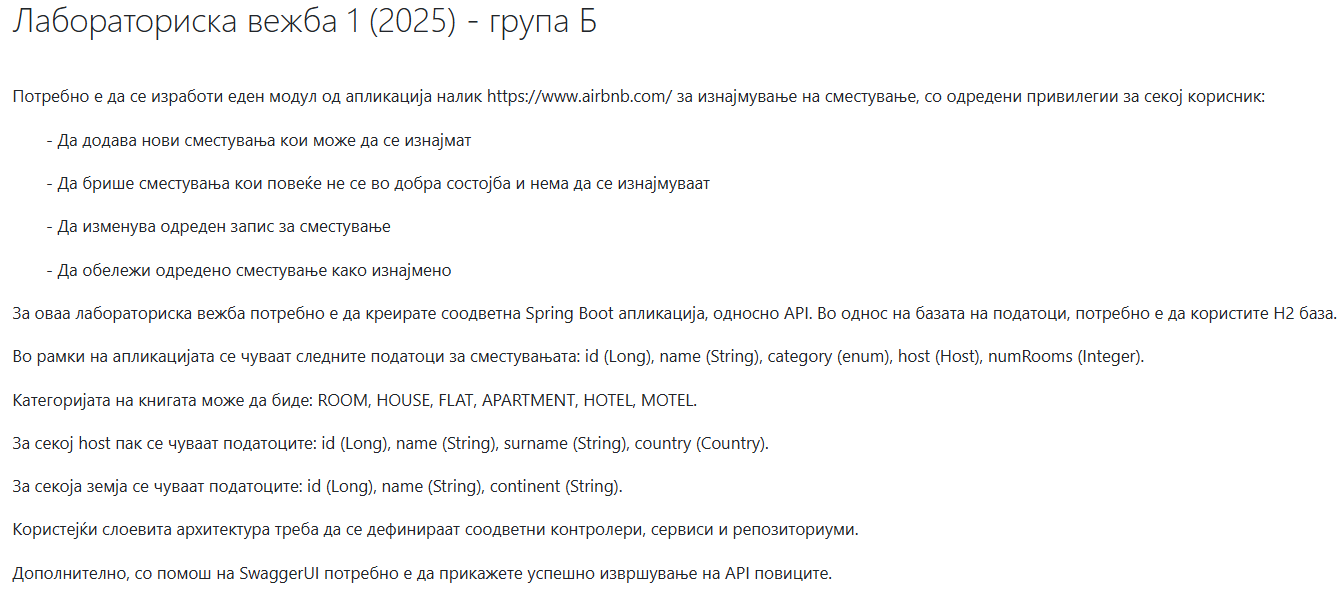 Лабораториска вежба 1 (2025) - група Б
Потребно е да се изработи еден модул од апликација налик https://www.airbnb.com/ за изнајмување на сместување, со одредени привилегии за секој корисник:
- Да додава нови сместувања кои може да се изнајмат
- Да брише сместувања кои повеќе не се во добра состојба и нема да се изнајмуваат
- Да изменува одреден запис за сместување
- Да обележи одредено сместување како изнајмено
За оваа лабораториска вежба потребно е да креирате соодветна Spring Boot апликација, односно API. Во однос на базата на податоци, потребно е да користите H2 база.
Во рамки на апликацијата се чуваат следните податоци за сместувањата: id (Long), name (String), category (enum), host (Host), numRooms (Integer).
Категоријата на книгата може да биде: ROOM, HOUSE, FLAT, APARTMENT, HOTEL, MOTEL.
За секој host пак се чуваат податоците: id (Long), name (String), surname (String), country (Country).
За секоја земја се чуваат податоците: id (Long), name (String), continent (String).
Користејќи слоевита архитектура треба да се дефинираат соодветни контролери, сервиси и репозиториуми.
Дополнително, со помош на SwaggerUI потребно е да прикажете успешно извршување на API повиците.